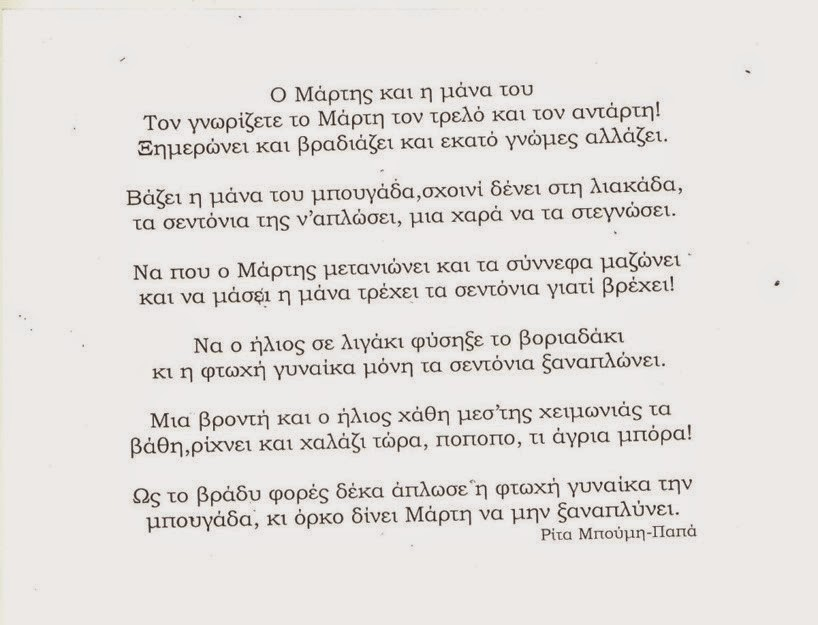 Ο Μάρτης και η μάνα του
Τον γνωρίζετε το Μάρτη τον τρελό και τον αντάρτη!
Ξημερώνει και βραδιάζει και εκατό γνώμες αλλάζει.
Βάζει η μάνα του μπουγάδα,σχοινί δένει στη λιακάδα,
τα σεντόνια της ν’απλώσει, μια χαρά να τα στεγνώσει.
Να που ο Μάρτης μετανιώνει και τα σύννεφα μαζώνει
και να μάσει η μάνα τρέχει τα σεντόνια γιατί βρέχει!
Να ο ήλιος σε λιγάκι φύσηξε το βοριαδάκι
κι η φτωχή γυναίκα μόνη τα σεντόνια ξαναπλώνει.
Μια βροντή και ο ήλιος χάθη μεσ’της χειμωνιάς τα
βάθη,ρίχνει και χαλάζι τώρα, ποποπο, τι άγρια μπόρα!
Ως το βράδυ φορές δέκα άπλωσε η φτωχή γυναίκα την
μπουγάδα, κι όρκο δίνει Μάρτη να μην ξαναπλύνει.
Ρίτα Μπούμη-Παπά